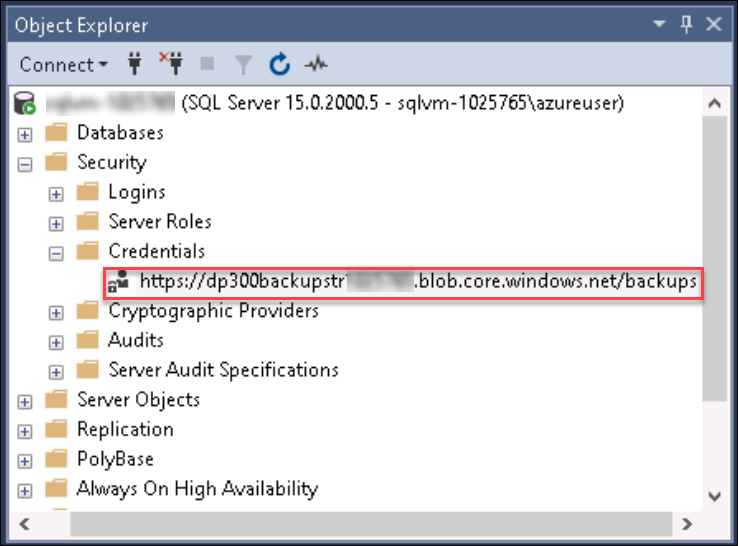 Object Explorer
Connect
(SQL Server 15.0.2000.5 - sqlvm-1025765\azureuser)
Databases
Security
Logins
Server Roles
Credentials
https://dp300backupstr .blob.core.windows.net/backups
Cryptographic Providers
Audits
Server Audit Specifications
Server Objects
Replication
PolyBase
Always On High Availability